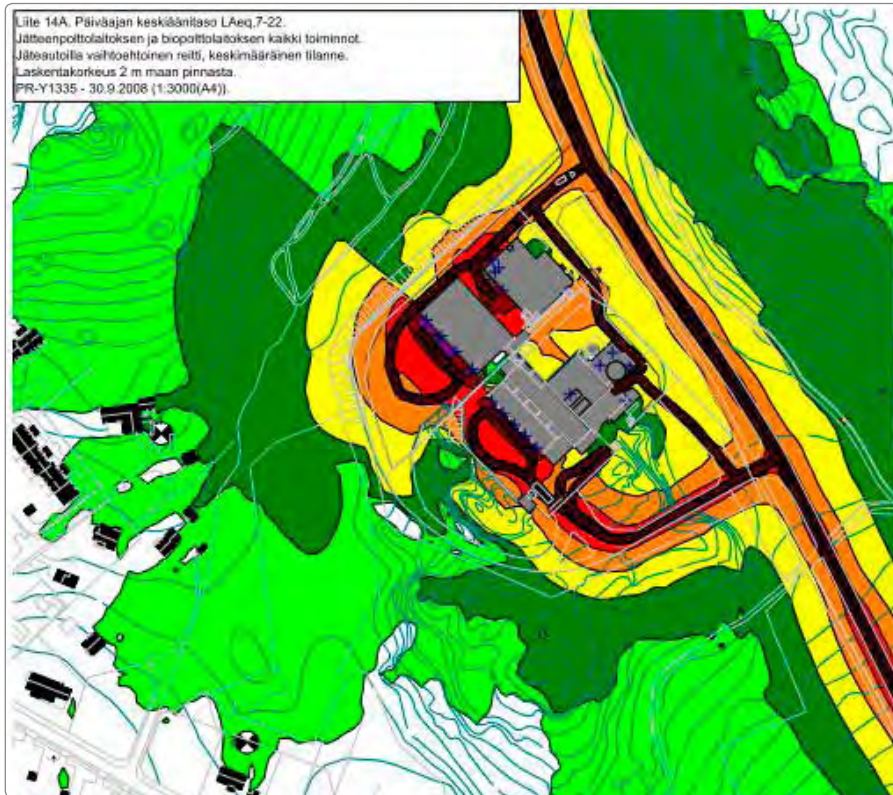 Liite 14A. Päiväajan keskiäänitaso LAeq,7-22.
Jätteenpolttolaitoksen ja biopolttolaitoksen kaikki toiminnot.
Jäteautoilla vaihtoehtoinen reitti, keskimääräinen tilanne.
Laskentakorkeus 2 m maan pinnasta.
PR-Y1335 - 30.9.2008 (1:3000(A4)).